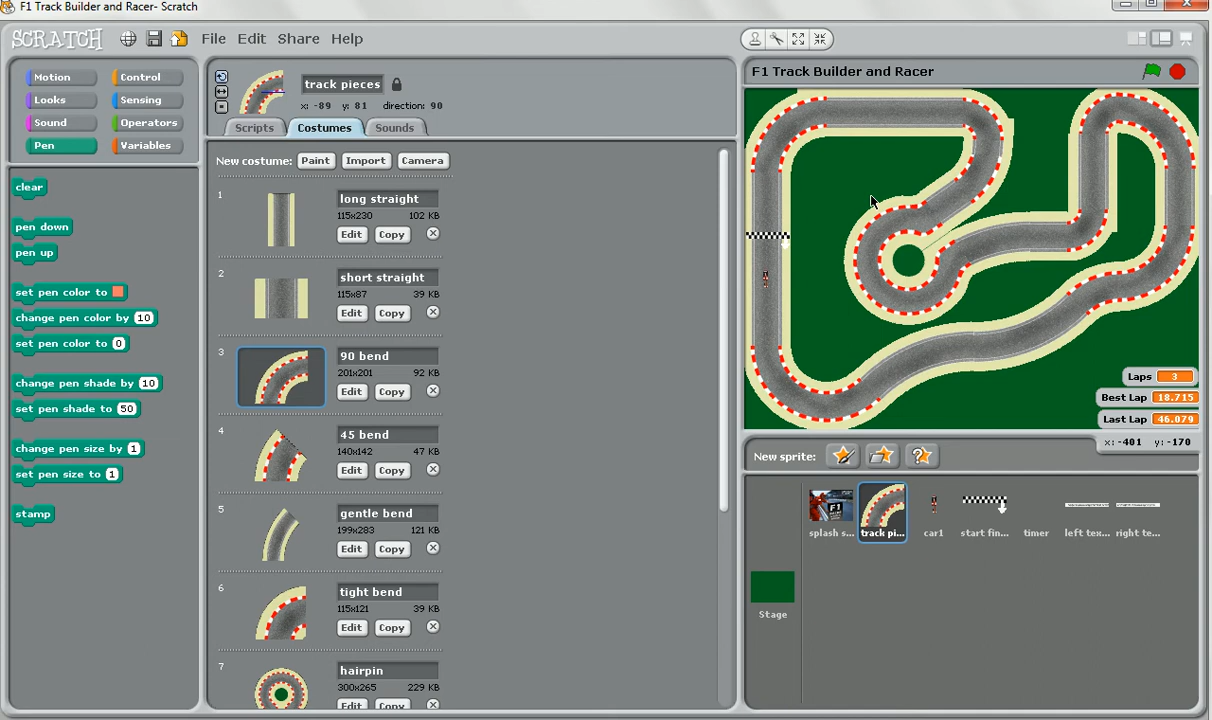 F1 Track Builder and Racer- Scratch
SCRATCH File Edit Share Help
Motion Control
Looks Sensing
Sound Operators
Pen Variables
clear
pen down
pen up
set pen color to
change pen color by 10
set pen color to 0
change pen shade by 10
set pen shade to 50
change pen size by 1
set pen size to 1
stamp
track pieces
x: -89 y: 81 direction: 90
Scripts Costumes Sounds
New costume: Paint Import Camera
1 long straight
115x230 102 KB
Edit Copy
2 short straight
115x87 39 KB
Edit Copy
3 90 bend
201x201 92 KB
Edit Copy
4 45 bend
140x142 47 KB
Edit Copy
5 gentle bend
199x283 121 KB
Edit Copy
6 tight bend
115x121 39 KB
Edit Copy
7 hairpin
300x265 229 KB
Edit Copy
F1 Track Builder and Racer
Laps 3
Best Lap 18.715
Last Lap 46.079
x: -401 y: -170
New sprite:
F1
splash s... track pi... car1 start fin... timer left tex... right te...
Stage